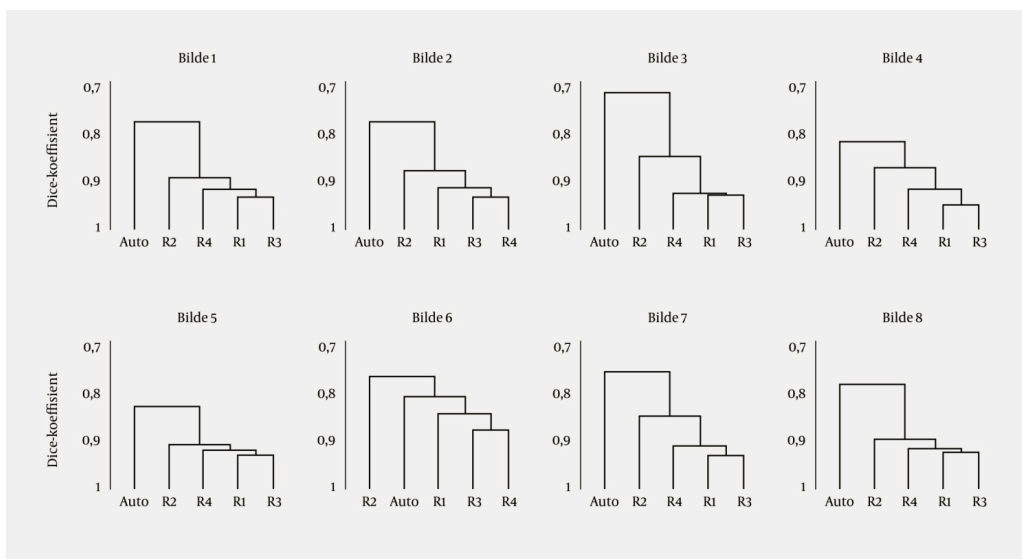 Bilde 1 Bilde 2 Bilde 3 Bilde 4
Dice-koeffisient
0,7 0,7 0,7 0,7
0,8 0,8 0,8 0,8
0,9 0,9 0,9 0,9
1 1 1 1
Auto R2 R4 R1 R3 Auto R2 R1 R3 R4 Auto R2 R4 R1 R3 Auto R2 R4 R1 R3
Bilde 5 Bilde 6 Bilde 7 Bilde 8
Dice-koeffisient
0,7 0,7 0,7 0,7
0,8 0,8 0,8 0,8
0,9 0,9 0,9 0,9
1 1 1 1
Auto R2 R4 R1 R3 R2 Auto R1 R3 R4 Auto R2 R4 R1 R3 Auto R2 R4 R1 R3